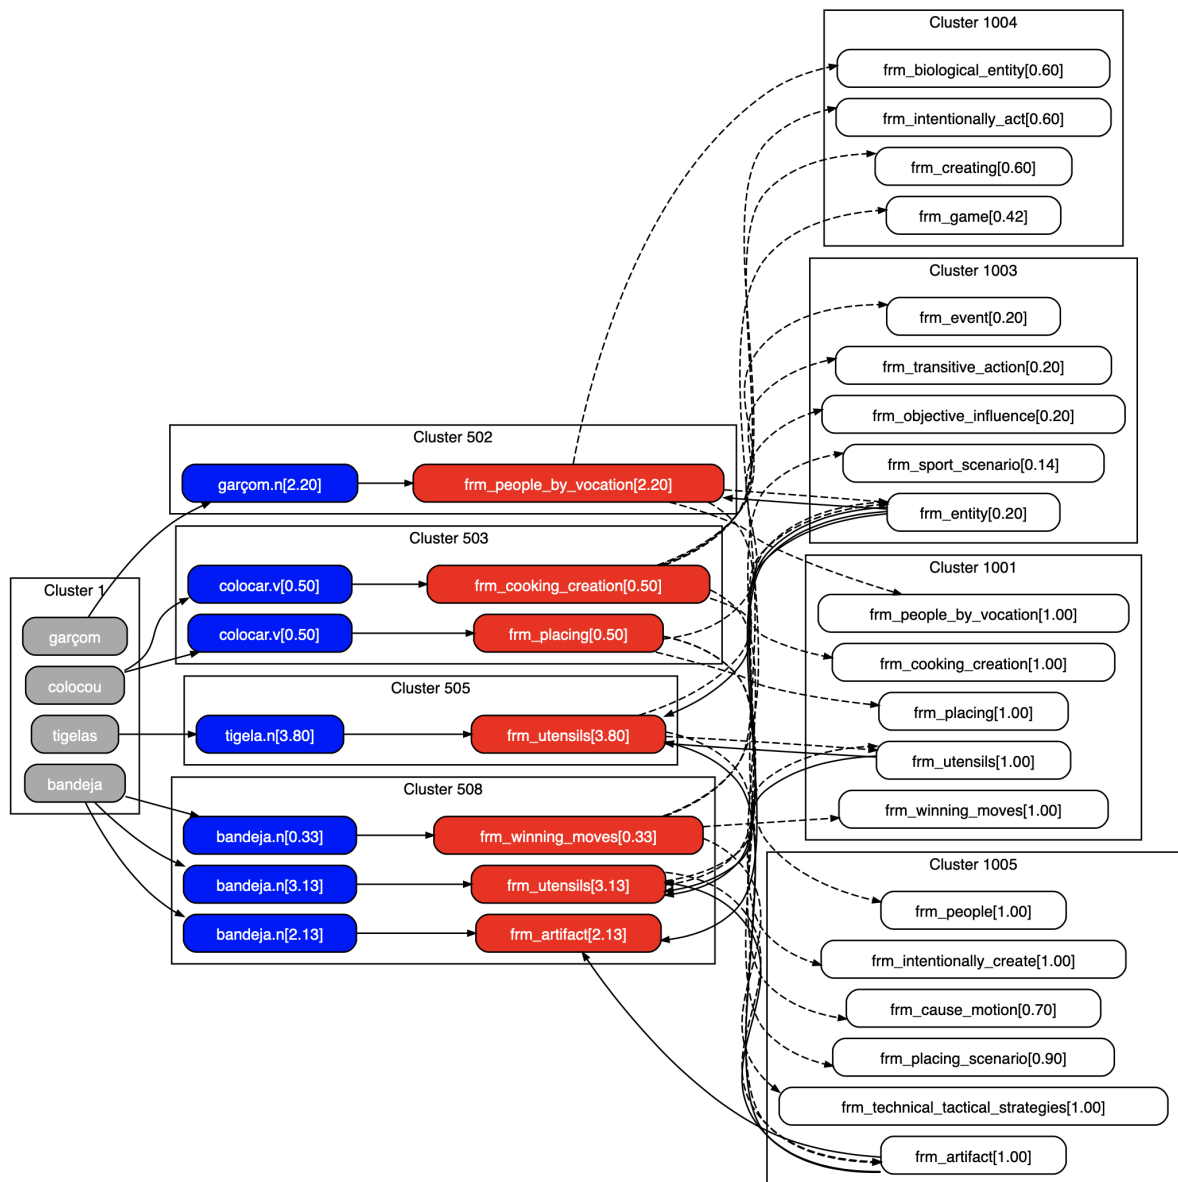 Cluster 1004
frm_biological_entity[0.60]
frm_intentionally_act[0.60]
frm_creating[0.60]
frm_game[0.42]
Cluster 1003
frm_event[0.20]
frm_transitive_action[0.20]
frm_objective_influence[0.20]
frm_sport_scenario[0.14]
frm_entity[0.20]
Cluster 502
garçom.n[2.20]
frm_people_by_vocation[2.20]
Cluster 503
colocar.v[0.50]
frm_cooking_creation[0.50]
colocar.v[0.50]
frm_placing[0.50]
Cluster 1
garçom
colocou
tigelas
bandeja
Cluster 505
tigela.n[3.80]
frm_utensils[3.80]
Cluster 508
bandeja.n[0.33]
frm_winning_moves[0.33]
bandeja.n[3.13]
frm_utensils[3.13]
bandeja.n[2.13]
frm_artifact[2.13]
Cluster 1001
frm_people_by_vocation[1.00]
frm_cooking_creation[1.00]
frm_placing[1.00]
frm_utensils[1.00]
frm_winning_moves[1.00]
Cluster 1005
frm_people[1.00]
frm_intentionally_create[1.00]
frm_cause_motion[0.70]
frm_placing_scenario[0.90]
frm_technical_tactical_strategies[1.00]
frm_artifact[1.00]